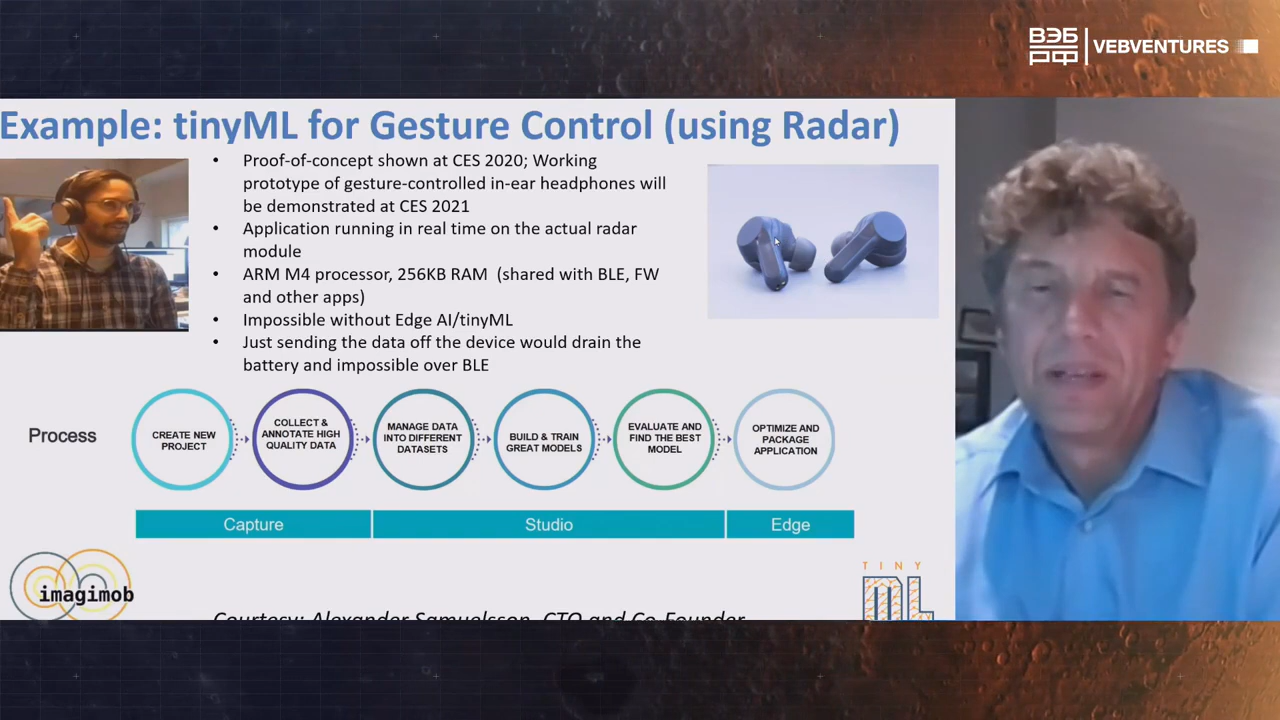 ВЭБ
РФ
VEBVENTURES
Example: tinyML for Gesture Control (using Radar)
• Proof-of-concept shown at CES 2020; Working
prototype of gesture-controlled in-ear headphones will
be demonstrated at CES 2021
• Application running in real time on the actual radar
module
• ARM M4 processor, 256KB RAM (shared with BLE, FW
and other apps)
• Impossible without Edge AI/tinyML
• Just sending the data off the device would drain the
battery and impossible over BLE
Process
CREATE NEW
PROJECT
COLLECT &
ANNOTATE HIGH
QUALITY DATA
MANAGE DATA
INTO DIFFERENT
DATASETS
BUILD & TRAIN
GREAT MODELS
EVALUATE AND
FIND THE BEST
MODEL
OPTIMIZE AND
PACKAGE
APPLICATION
Capture
Studio
Edge
imagimob
Courtesy: Alexander Samuelsson, CTO and Co-Founder
TINY
ML